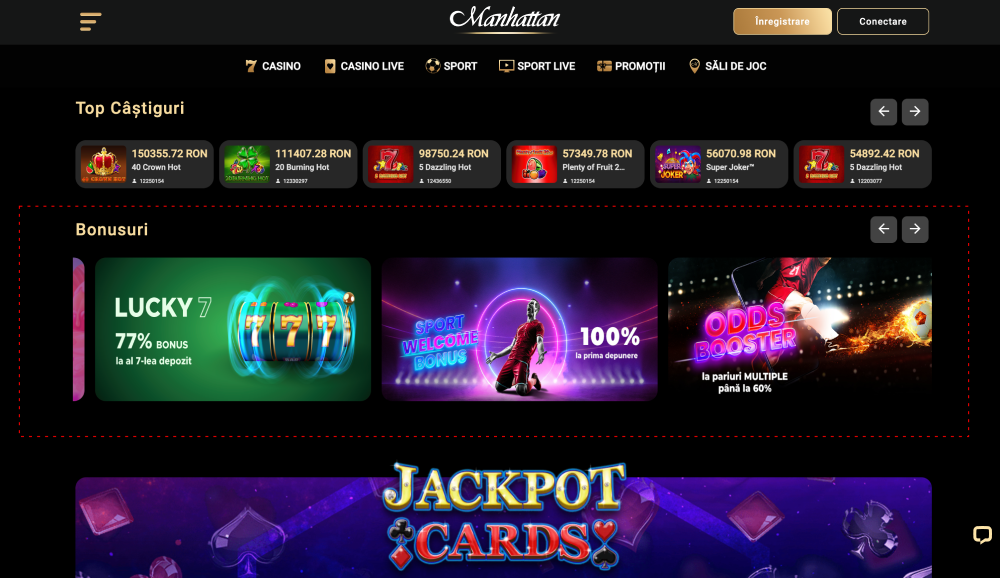 Manhattan
Înregistrare
Conectare
CASINO
CASINO LIVE
SPORT
SPORT LIVE
PROMOȚII
SĂLI DE JOC
Top Câștiguri
150355.72 RON
40 Crown Hot
12250154
111407.28 RON
20 Burning Hot
12330297
98750.24 RON
5 Dazzling Hot
12436550
57349.78 RON
Plenty of Fruit 2...
12250154
56070.98 RON
Super Joker™
12250154
54892.42 RON
5 Dazzling Hot
12203077
Bonusuri
LUCKY 7
77% BONUS
la al 7-lea depozit
7 7 7
SPORT
WELCOME
BONUS
100%
la prima depunere
ODDS
BOOSTER
la pariuri MULTIPLE
până la 60%
JACKPOT
CARDS